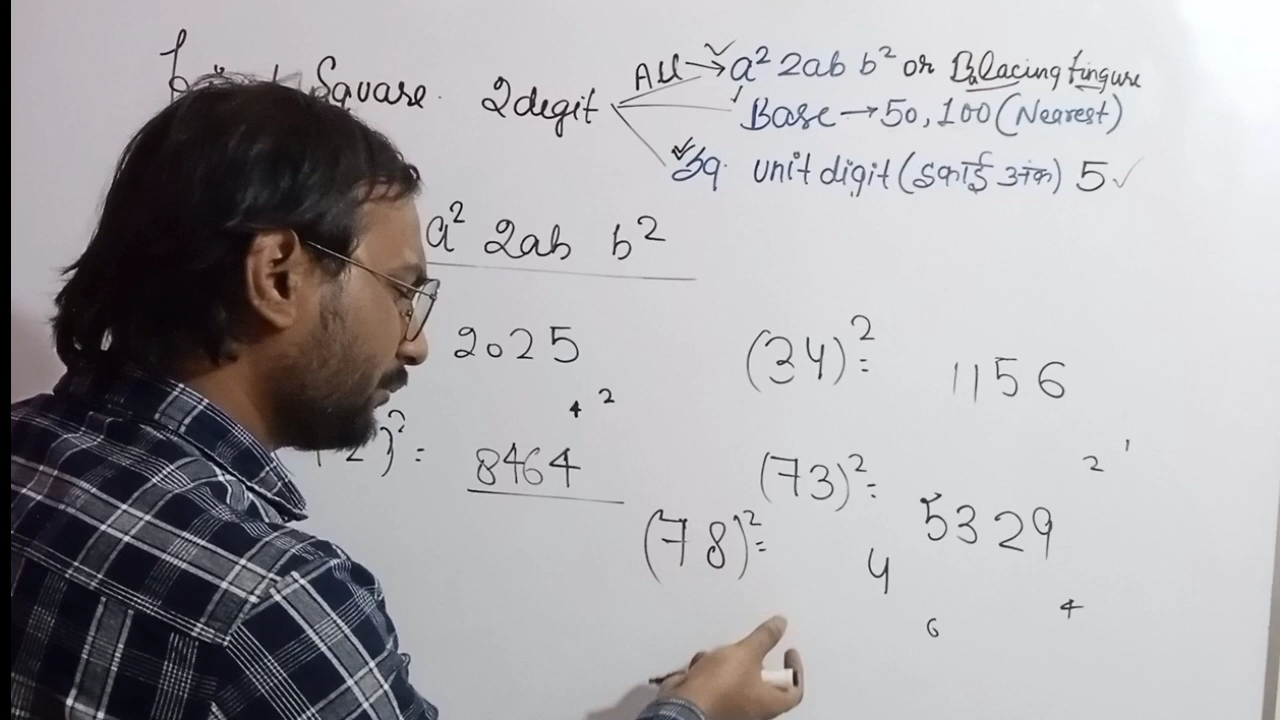 Square 2digit All → a² 2ab b² or Placing fingure
Base → 50, 100 (Nearest)
Sq. unit digit (इकाई अंक) 5
a² 2ab b²
2025
(34)² = 1156
4 2
2)² = 8464
(73)² = 5329
2 1
(78)² = 4
6 4